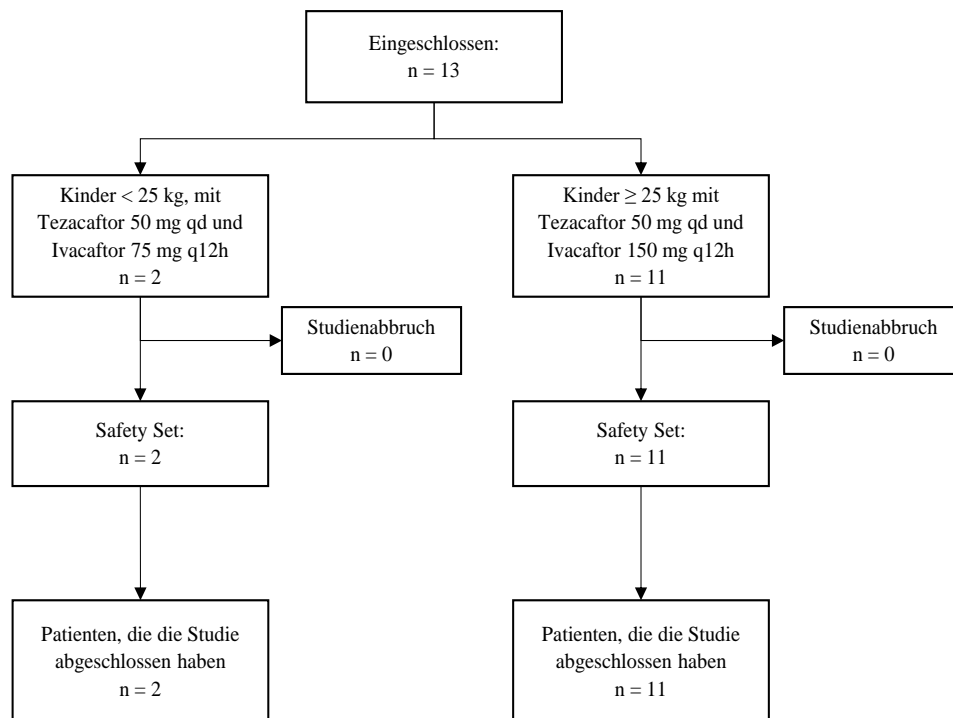 Eingeschlossen:
n = 13
Kinder < 25 kg, mit
Tezacaftor 50 mg qd und
Ivacaftor 75 mg q12h
n = 2
Kinder ≥ 25 kg mit
Tezacaftor 50 mg qd und
Ivacaftor 150 mg q12h
n = 11
Studienabbruch
n = 0
Studienabbruch
n = 0
Safety Set:
n = 2
Safety Set:
n = 11
Patienten, die die Studie
abgeschlossen haben
n = 2
Patienten, die die Studie
abgeschlossen haben
n = 11